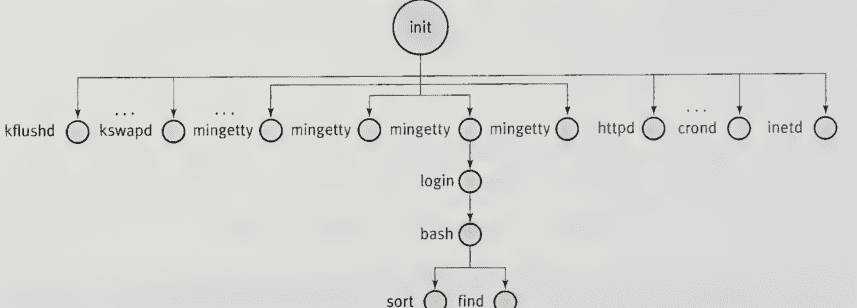 init
... ... ...
kflushd kswapd mingetty mingetty mingetty mingetty httpd crond inetd
login
bash
sort find